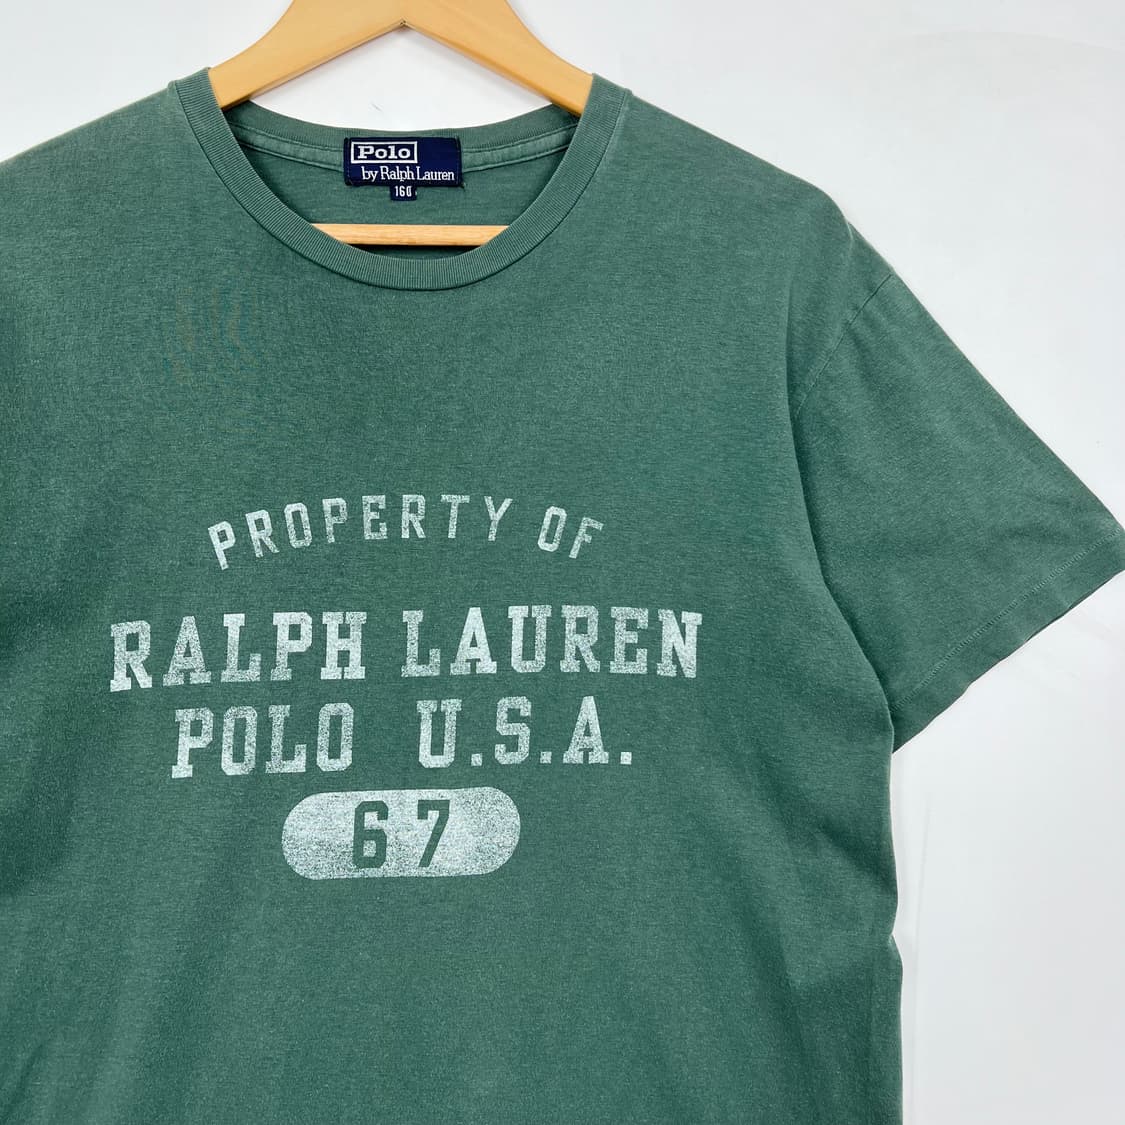 Polo
by Ralph Lauren
160
PROPERTY OF
RALPH LAUREN
POLO U.S.A.
67